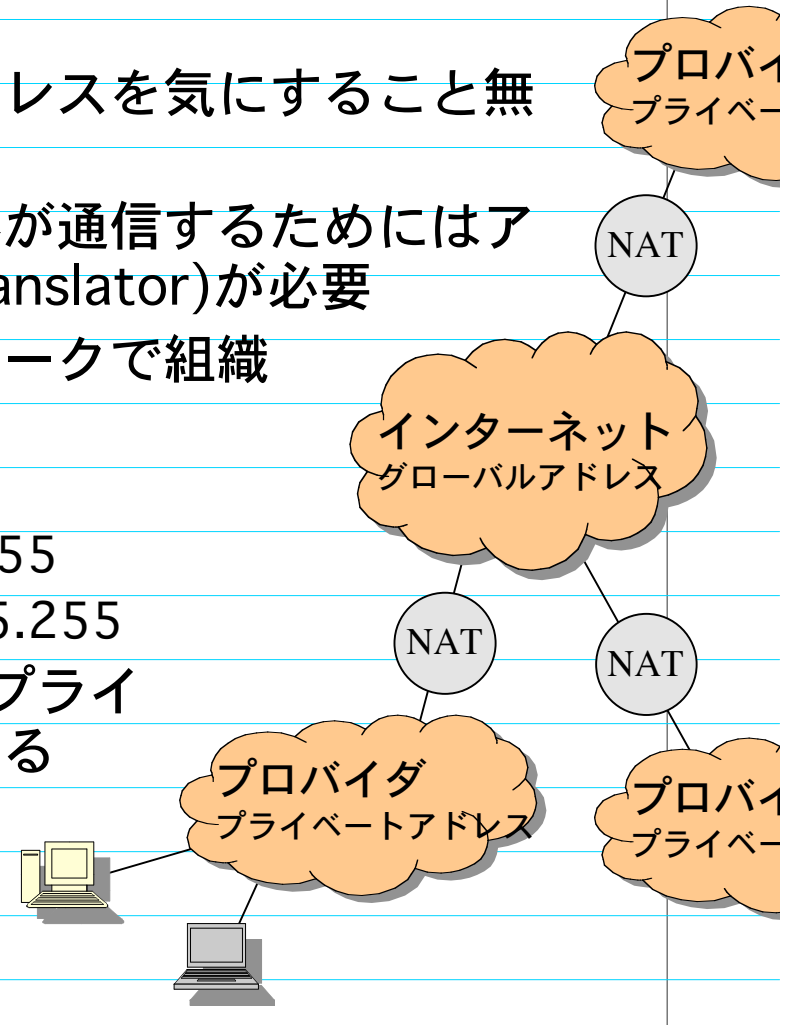 レスを気にすること無
が通信するためにはア
anslator)が必要
ークで組織
55
5.255
プライ
る
プロバイ
プライベー
NAT
インターネット
グローバルアドレス
NAT
NAT
プロバイダ
プライベートアドレス
プロバイ
プライベー